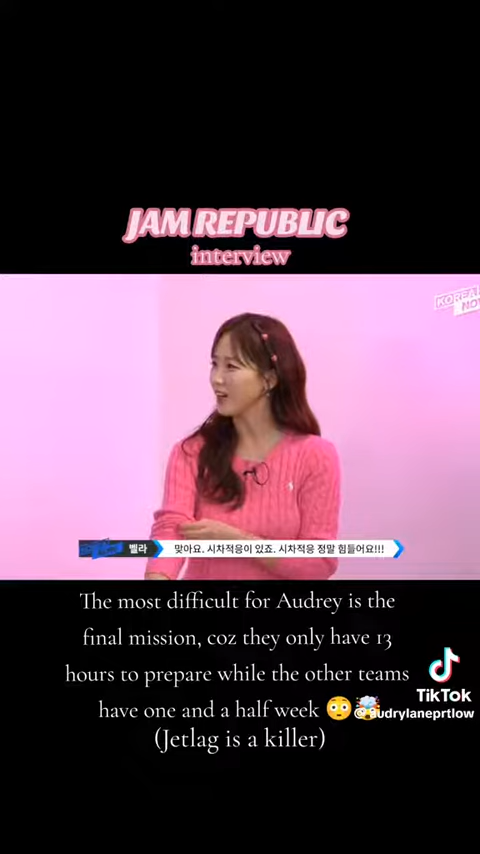 JAM REPUBLIC
interview
KOREA
NOW
벨라
맞아요. 시차적응이 있죠. 시차적응 정말 힘들어요!!!
The most difficult for Audrey is the
final mission, coz they only have 13
hours to prepare while the other teams
have one and a half week 😳🤯
(Jetlag is a killer)
TikTok
@audrylaneprtlow